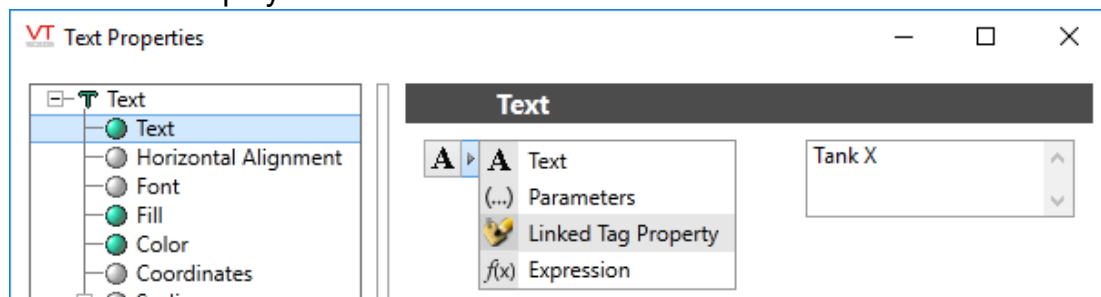 VT Text Properties
Text
Text
Text
Horizontal Alignment
Font
Fill
Color
Coordinates
A A Text
(...) Parameters
Linked Tag Property
f(x) Expression
Tank X